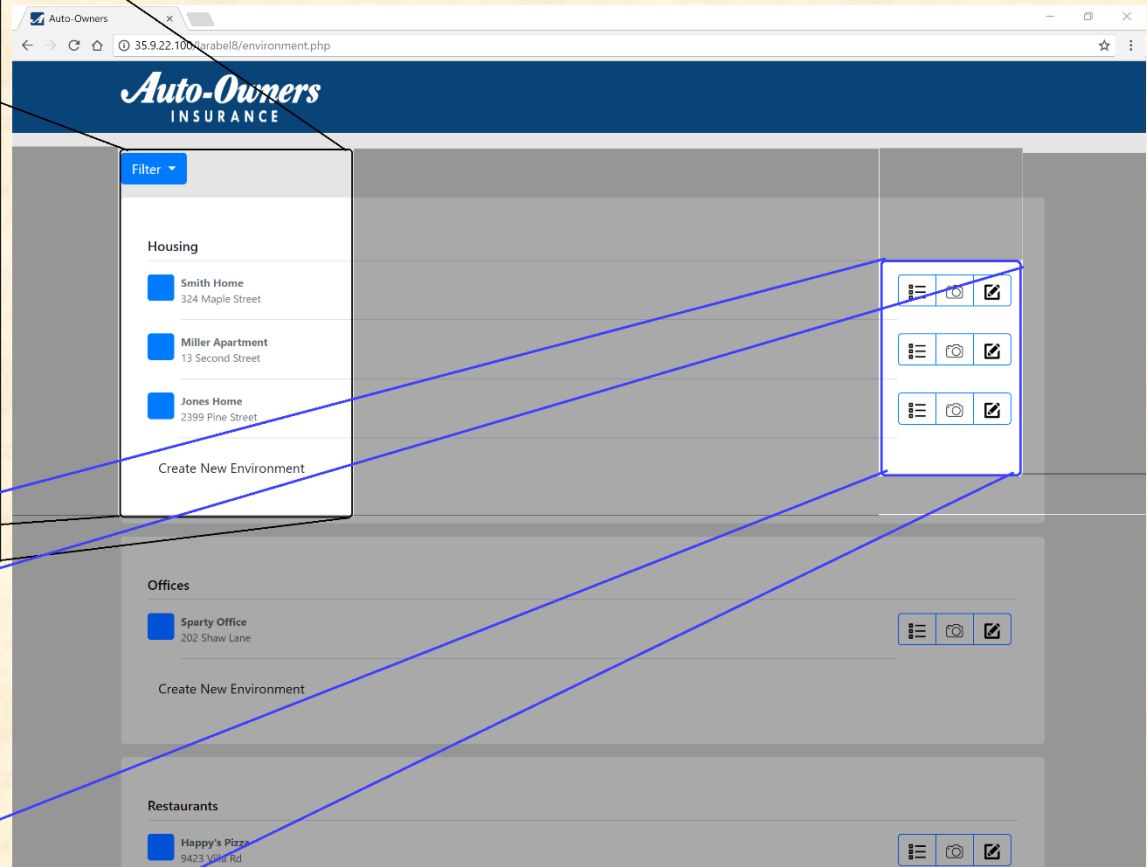 Auto-Owners
35.9.22.100/larabel8/environment.php
Auto-Owners
INSURANCE
Filter
Housing
Smith Home
324 Maple Street
Miller Apartment
13 Second Street
Jones Home
2399 Pine Street
Create New Environment
Offices
Sparty Office
202 Shaw Lane
Create New Environment
Restaurants
Happy's Pizza
9423 Villa Rd